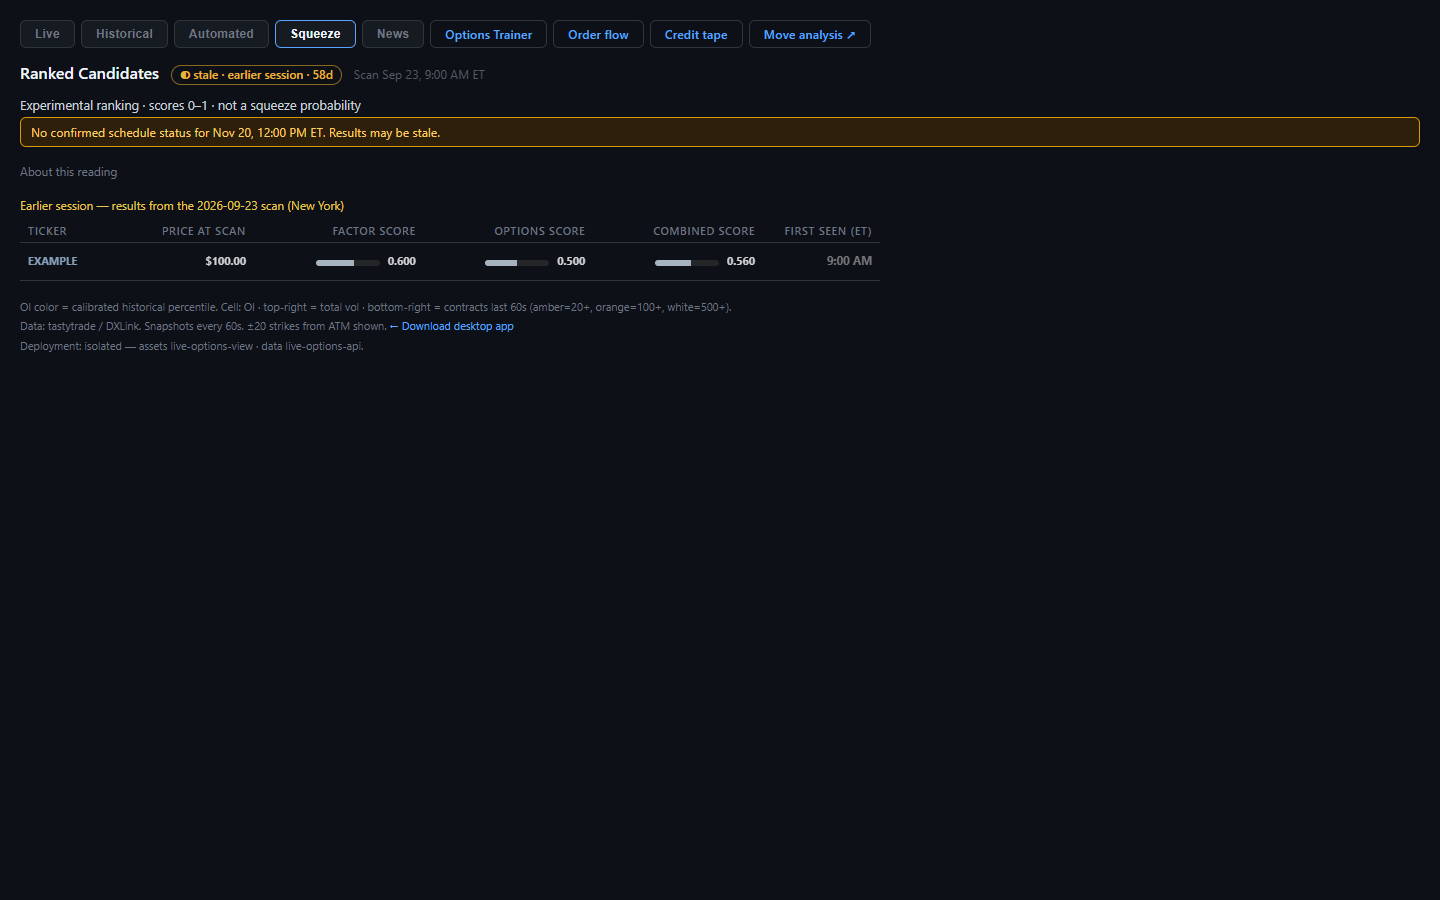 Live Historical Automated Squeeze News Options Trainer Order flow Credit tape Move analysis ↗
Ranked Candidates ◐ stale · earlier session · 58d Scan Sep 23, 9:00 AM ET
Experimental ranking · scores 0–1 · not a squeeze probability
No confirmed schedule status for Nov 20, 12:00 PM ET. Results may be stale.
About this reading
Earlier session — results from the 2026-09-23 scan (New York)
TICKER PRICE AT SCAN FACTOR SCORE OPTIONS SCORE COMBINED SCORE FIRST SEEN (ET)
EXAMPLE $100.00 0.600 0.500 0.560 9:00 AM
OI color = calibrated historical percentile. Cell: OI · top-right = total vol · bottom-right = contracts last 60s (amber=20+, orange=100+, white=500+).
Data: tastytrade / DXLink. Snapshots every 60s. ±20 strikes from ATM shown. ← Download desktop app
Deployment: isolated — assets live-options-view · data live-options-api.